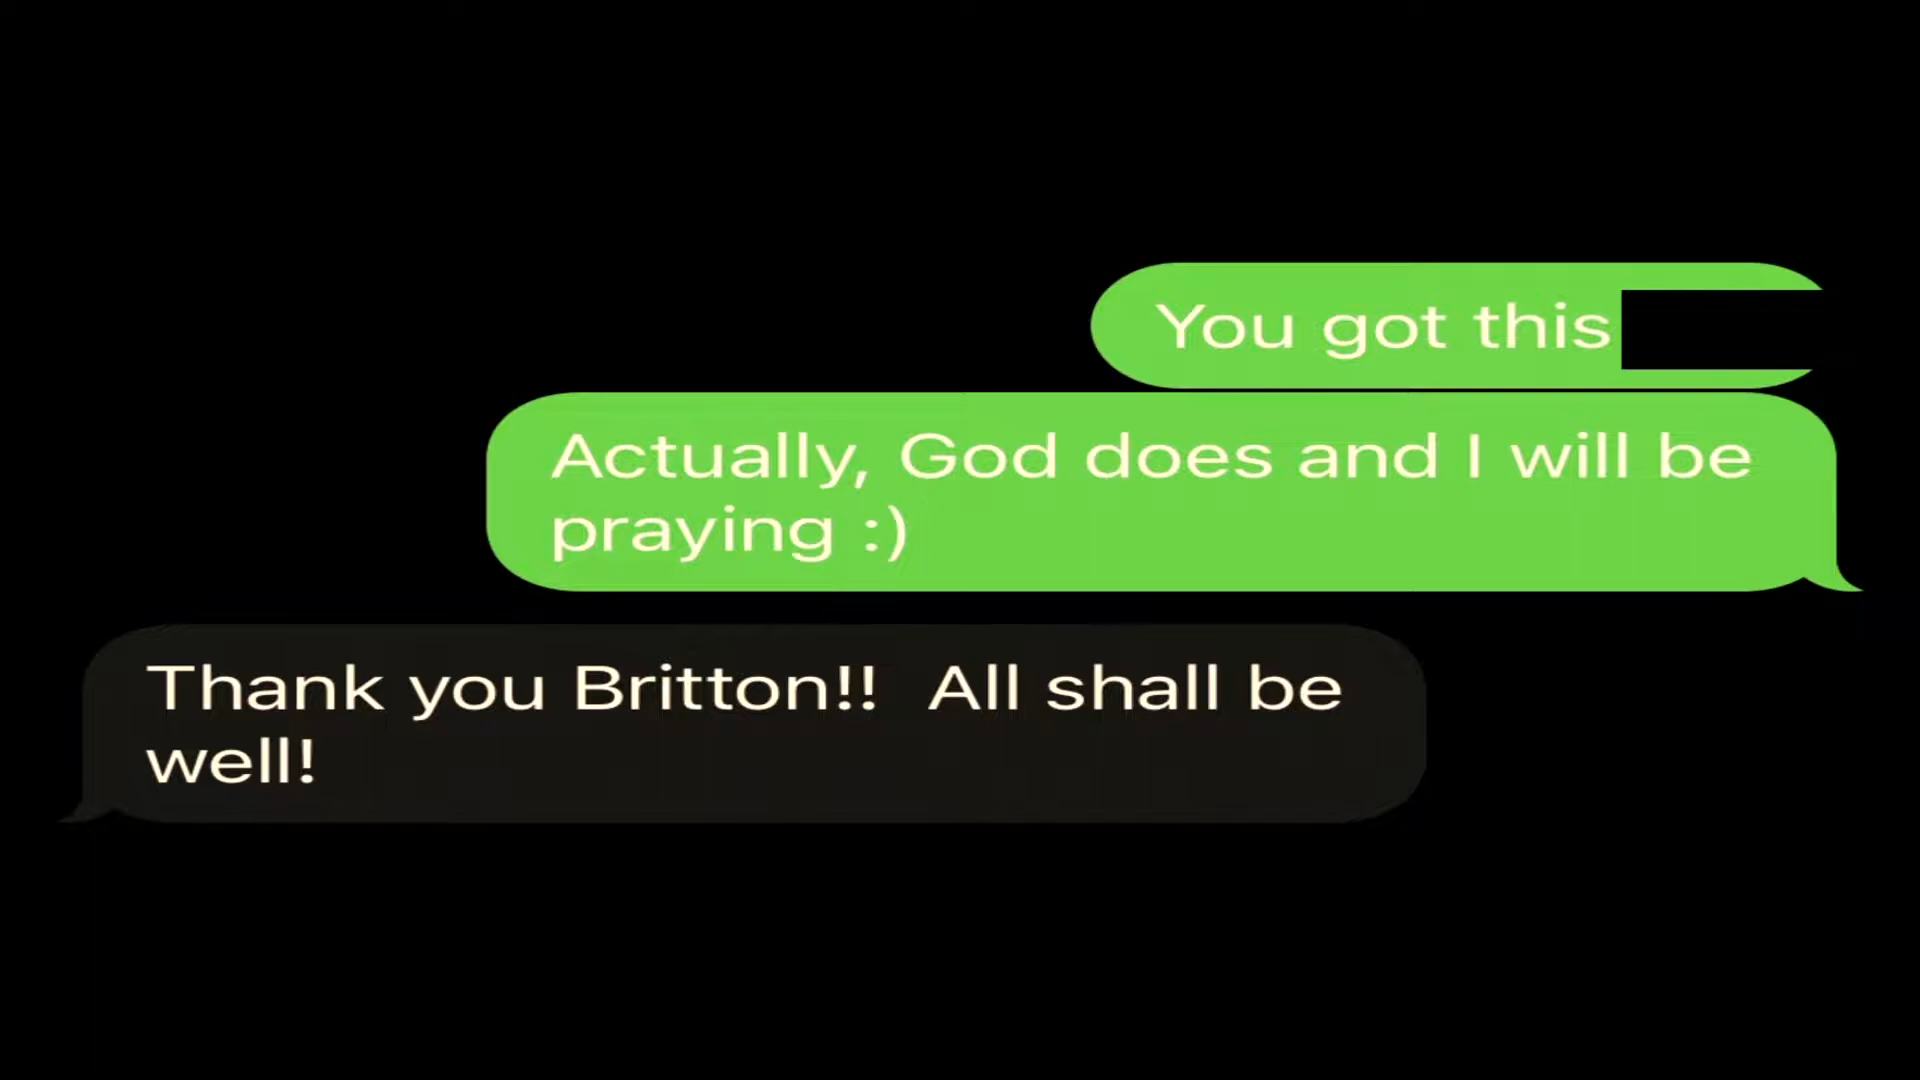 You got this
Actually, God does and I will be
praying :)
Thank you Britton!!  All shall be
well!